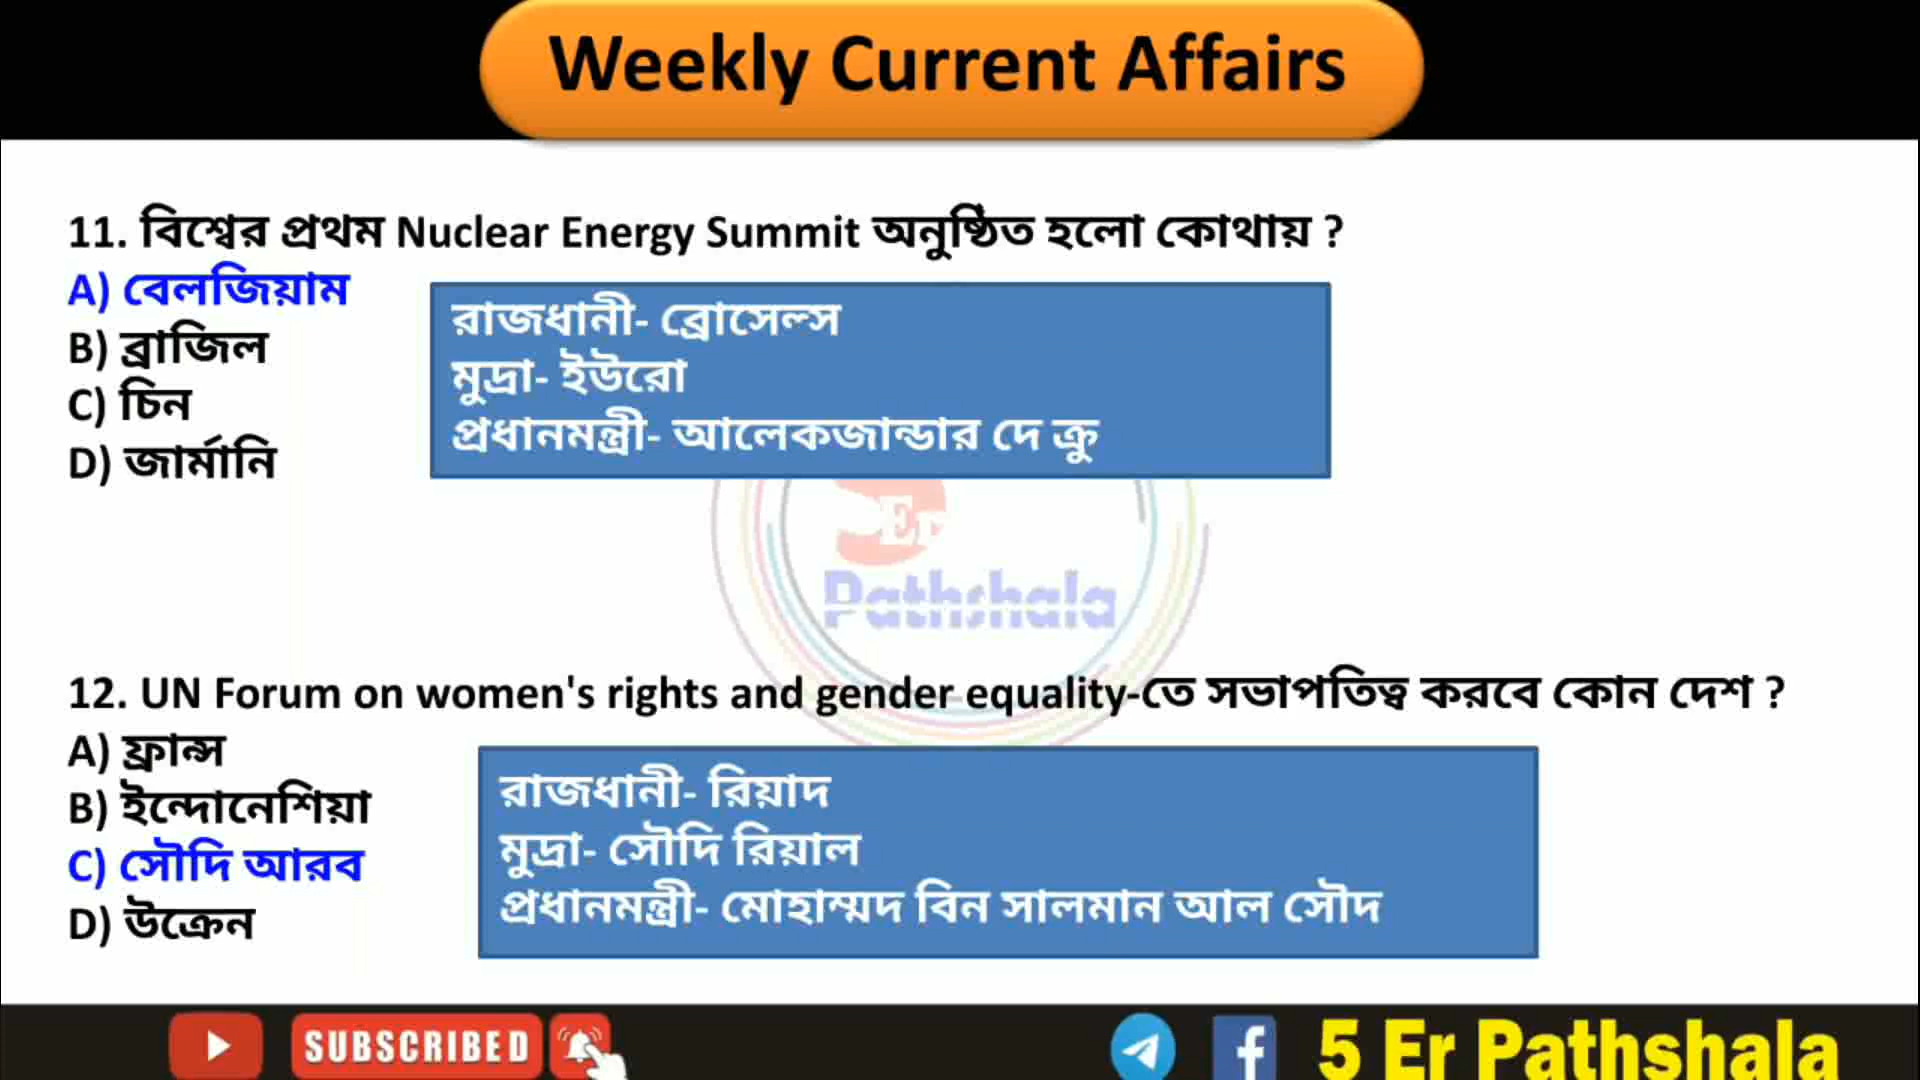 Weekly Current Affairs
11. বিশ্বের প্রথম Nuclear Energy Summit অনুষ্ঠিত হলো কোথায় ?
A) বেলজিয়াম
B) ব্রাজিল
C) চিন
D) জার্মানি
রাজধানী- ব্রোসেল্স
মুদ্রা- ইউরো
প্রধানমন্ত্রী- আলেকজান্ডার দে ক্রু
Er
Pathshala
12. UN Forum on women's rights and gender equality-তে সভাপতিত্ব করবে কোন দেশ ?
A) ফ্রান্স
B) ইন্দোনেশিয়া
C) সৌদি আরব
D) উক্রেন
রাজধানী- রিয়াদ
মুদ্রা- সৌদি রিয়াল
প্রধানমন্ত্রী- মোহাম্মদ বিন সালমান আল সৌদ
SUBSCRIBED
5 Er Pathshala